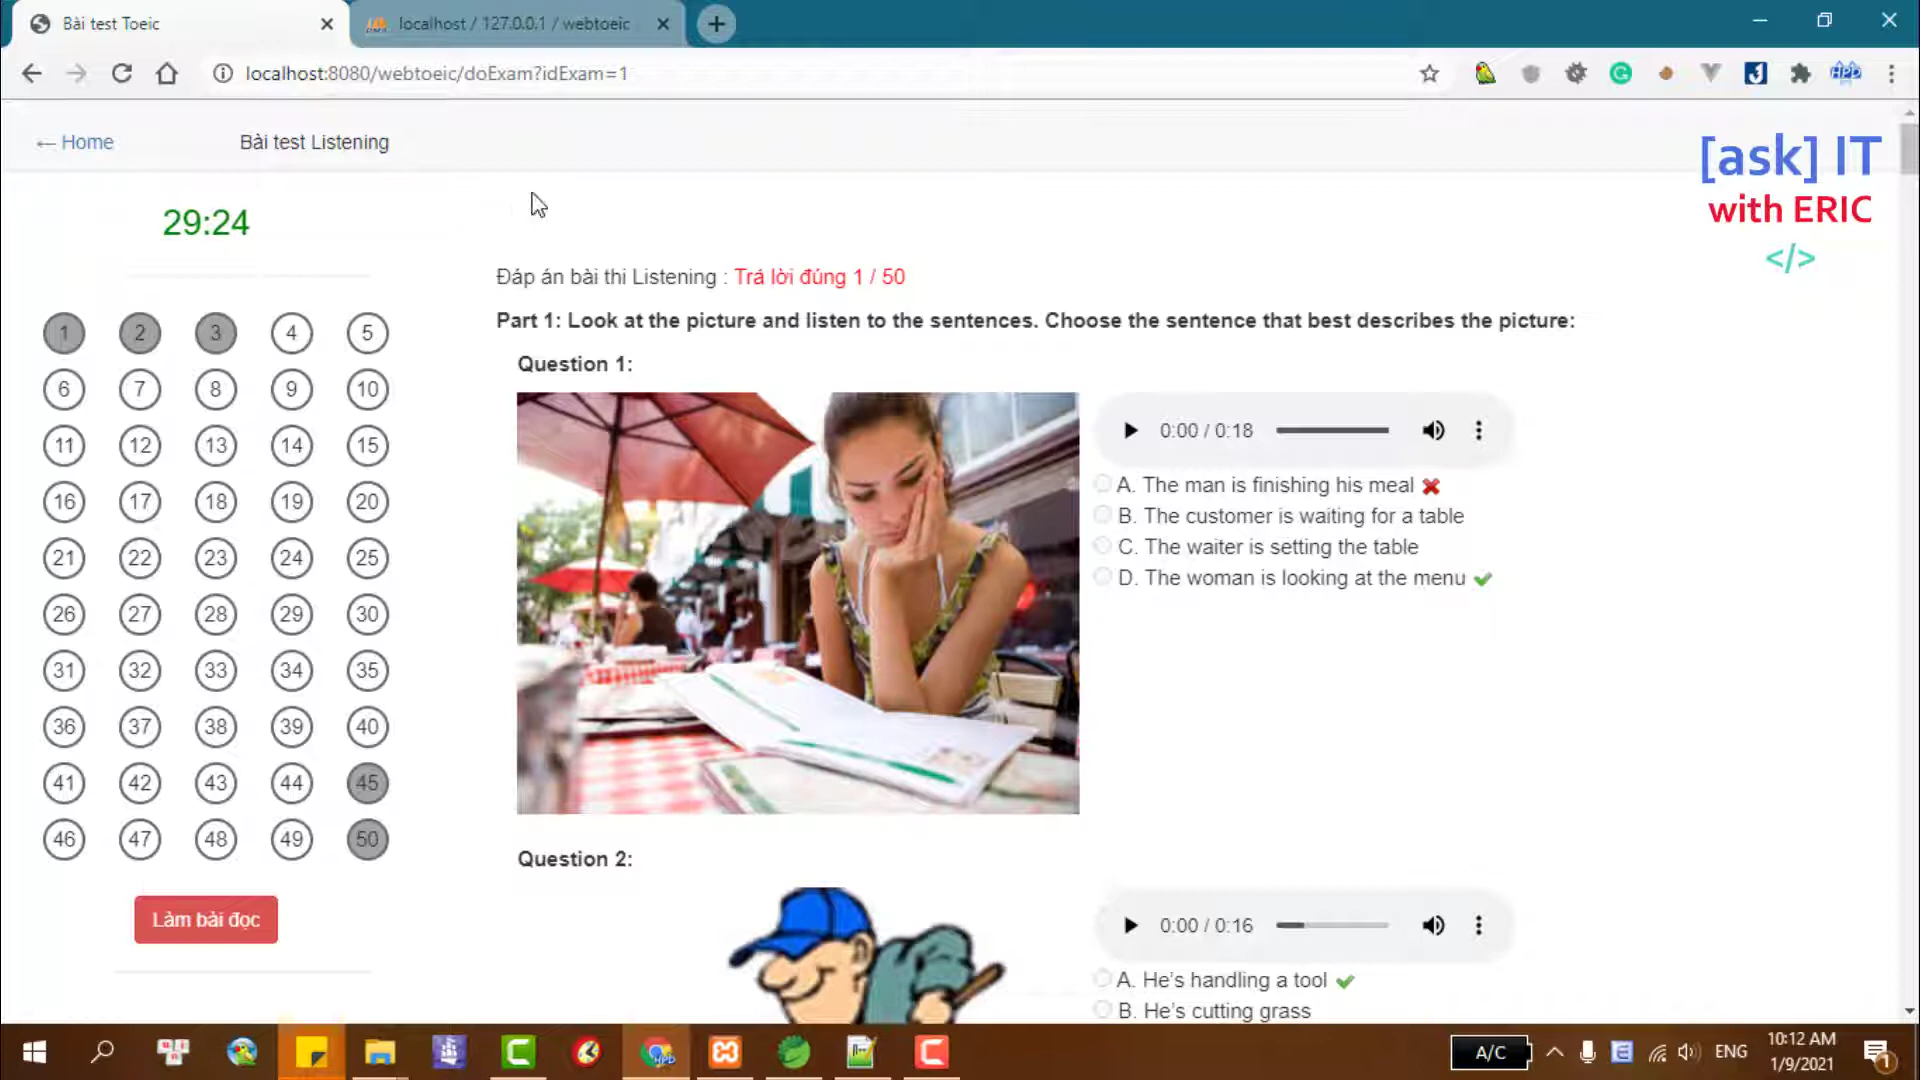 Bài test Toeic
localhost / 127.0.0.1 / webtoeic
localhost:8080/webtoeic/doExam?idExam=1
← Home
Bài test Listening
[ask] IT
with ERIC
</>
29:24
Đáp án bài thi Listening : Trá lời đúng 1 / 50
Part 1: Look at the picture and listen to the sentences. Choose the sentence that best describes the picture:
1 2 3 4 5
6 7 8 9 10
11 12 13 14 15
16 17 18 19 20
21 22 23 24 25
26 27 28 29 30
31 32 33 34 35
36 37 38 39 40
41 42 43 44 45
46 47 48 49 50
Làm bài đọc
Question 1:
0:00 / 0:18
A. The man is finishing his meal
B. The customer is waiting for a table
C. The waiter is setting the table
D. The woman is looking at the menu
Question 2:
0:00 / 0:16
A. He's handling a tool
B. He's cutting grass
A/C
ENG
10:12 AM
1/9/2021
1